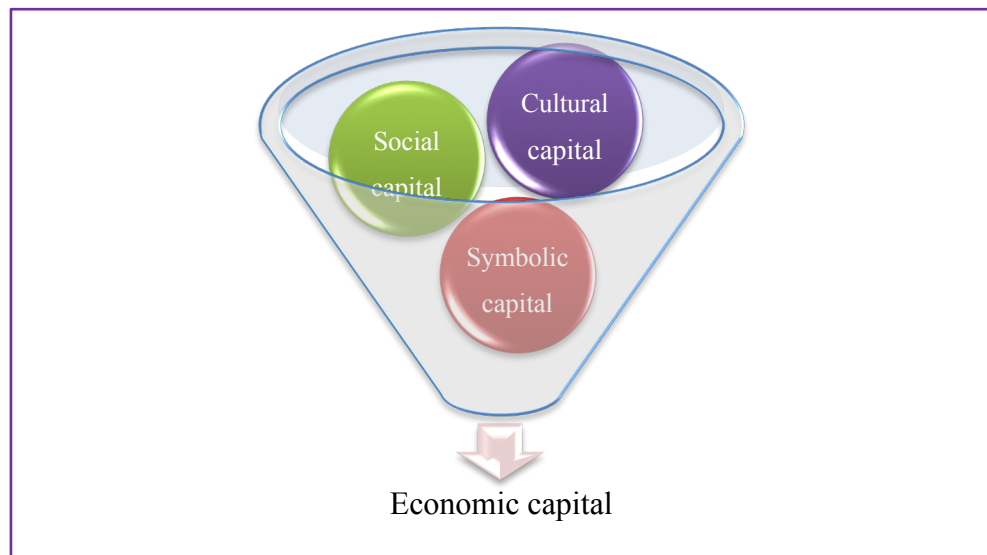 Cultural
capital
Social
capital
Symbolic
capital
Economic capital